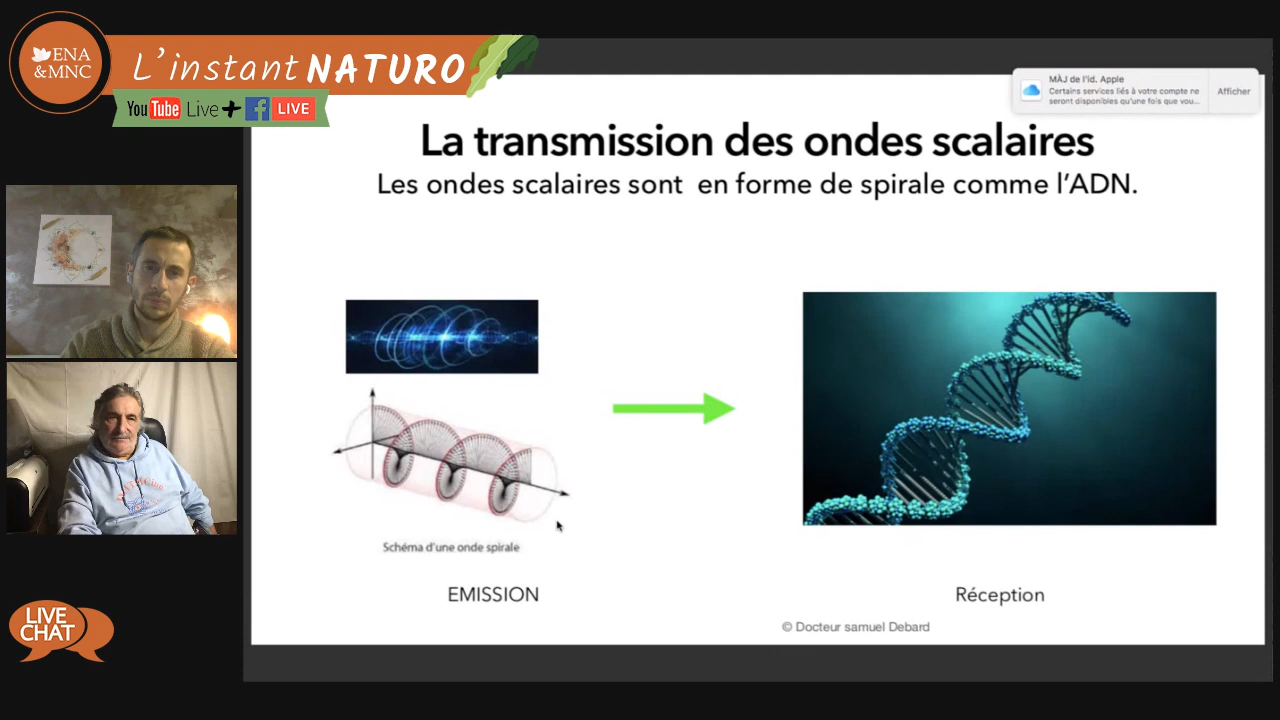 ENA
&MNC
L'instant NATURO
YouTube Live + f LIVE
MÀJ de l'id. Apple
Certains services liés à votre compte ne
seront disponibles qu'une fois que vou...
Afficher
La transmission des ondes scalaires
Les ondes scalaires sont en forme de spirale comme l'ADN.
Schéma d'une onde spirale
EMISSION
Réception
© Docteur samuel Debard
LIVE
CHAT